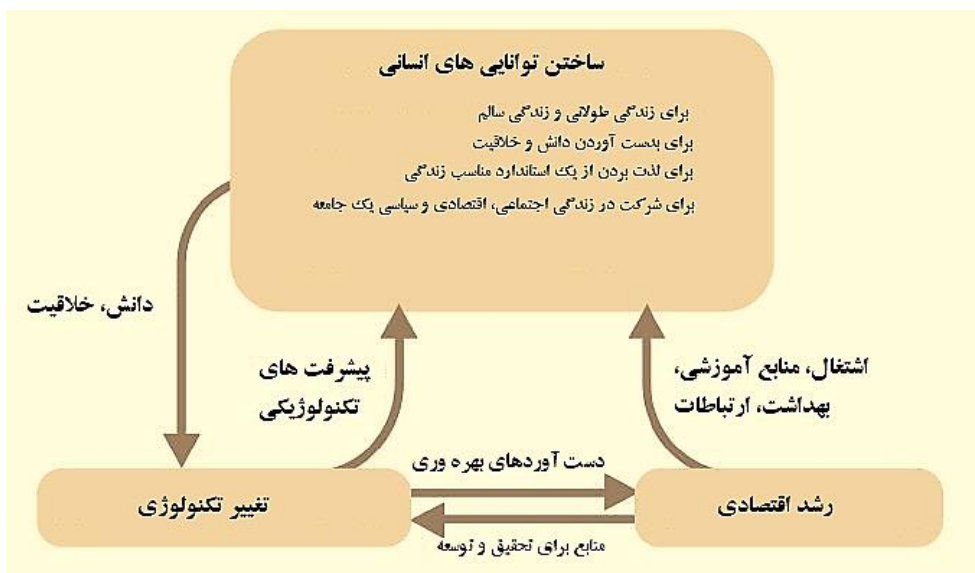 ساختن توانایی های انسانی
برای زندگی طولانی و زندگی سالم
برای بدست آوردن دانش و خلاقیت
برای لذت بردن از یک استاندارد مناسب زندگی
برای شرکت در زندگی اجتماعی، اقتصادی و سیاسی یک جامعه
دانش، خلاقیت
پیشرفت های
تکنولوژیکی
اشتغال، منابع آموزشی،
بهداشت، ارتباطات
دست آوردهای بهره وری
رشد اقتصادی
تغییر تکنولوژی
منابع برای تحقیق و توسعه